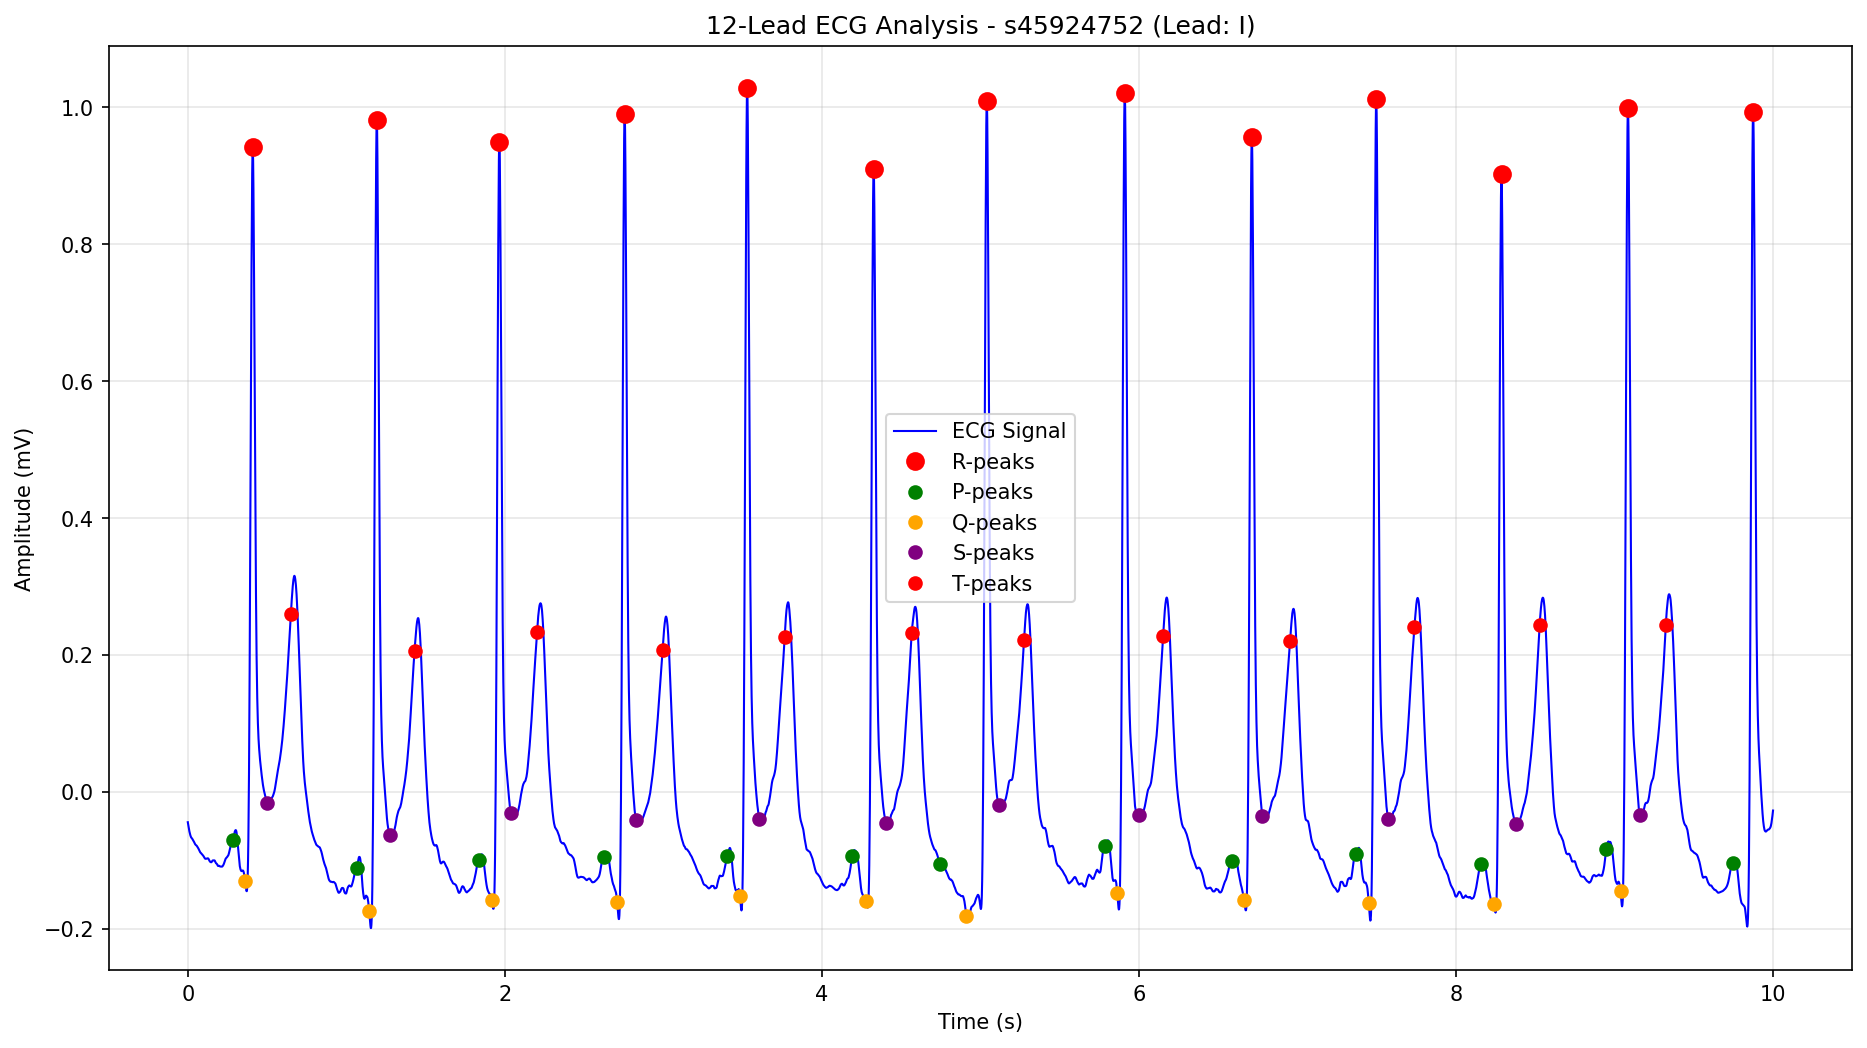 12-Lead ECG Analysis - s45924752 (Lead: I)
Amplitude (mV)
1.0
0.8
0.6
0.4
0.2
0.0
−0.2
ECG Signal
R-peaks
P-peaks
Q-peaks
S-peaks
T-peaks
0 2 4 6 8 10
Time (s)